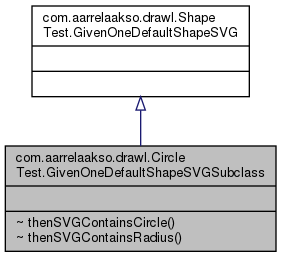 com.aarrelaakso.drawl.Shape
Test.GivenOneDefaultShapeSVG
com.aarrelaakso.drawl.Circle
Test.GivenOneDefaultShapeSVGSubclass
~ thenSVGContainsCircle()
~ thenSVGContainsRadius()